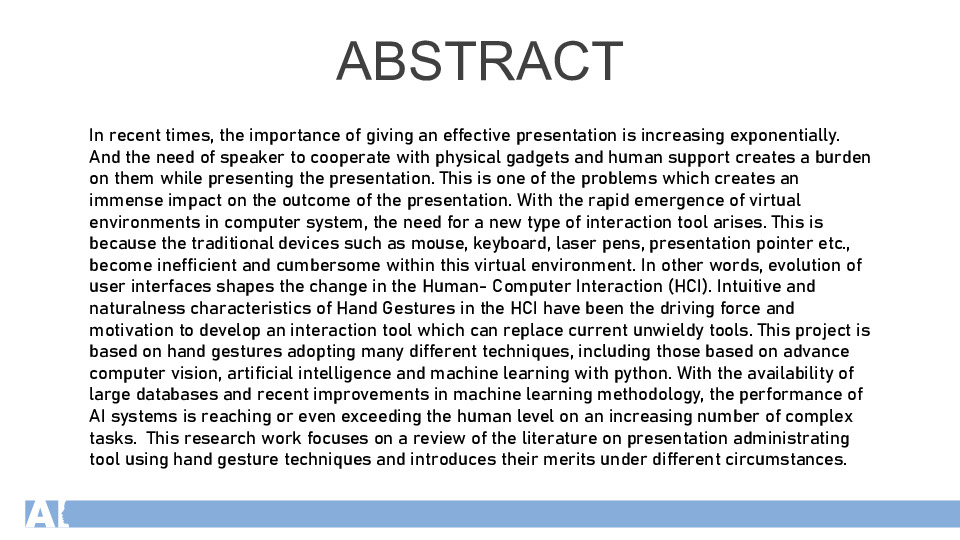 ABSTRACT
In recent times, the importance of giving an effective presentation is increasing exponentially.
And the need of speaker to cooperate with physical gadgets and human support creates a burden
on them while presenting the presentation. This is one of the problems which creates an
immense impact on the outcome of the presentation. With the rapid emergence of virtual
environments in computer system, the need for a new type of interaction tool arises. This is
because the traditional devices such as mouse, keyboard, laser pens, presentation pointer etc.,
become inefficient and cumbersome within this virtual environment. In other words, evolution of
user interfaces shapes the change in the Human- Computer Interaction (HCI). Intuitive and
naturalness characteristics of Hand Gestures in the HCI have been the driving force and
motivation to develop an interaction tool which can replace current unwieldy tools. This project is
based on hand gestures adopting many different techniques, including those based on advance
computer vision, artificial intelligence and machine learning with python. With the availability of
large databases and recent improvements in machine learning methodology, the performance of
AI systems is reaching or even exceeding the human level on an increasing number of complex
tasks.  This research work focuses on a review of the literature on presentation administrating
tool using hand gesture techniques and introduces their merits under different circumstances.
AI